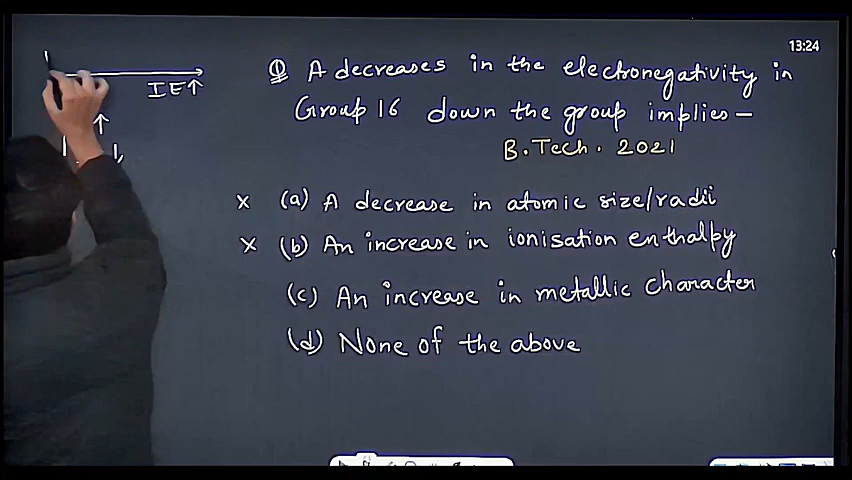 13:24
Q A decreases in the electronegativity in
Group 16 down the group implies -
B.Tech. 2021
IE↑
x (a) A decrease in atomic size/radii
x (b) An increase in ionisation enthalpy
(c) An increase in metallic character
(d) None of the above